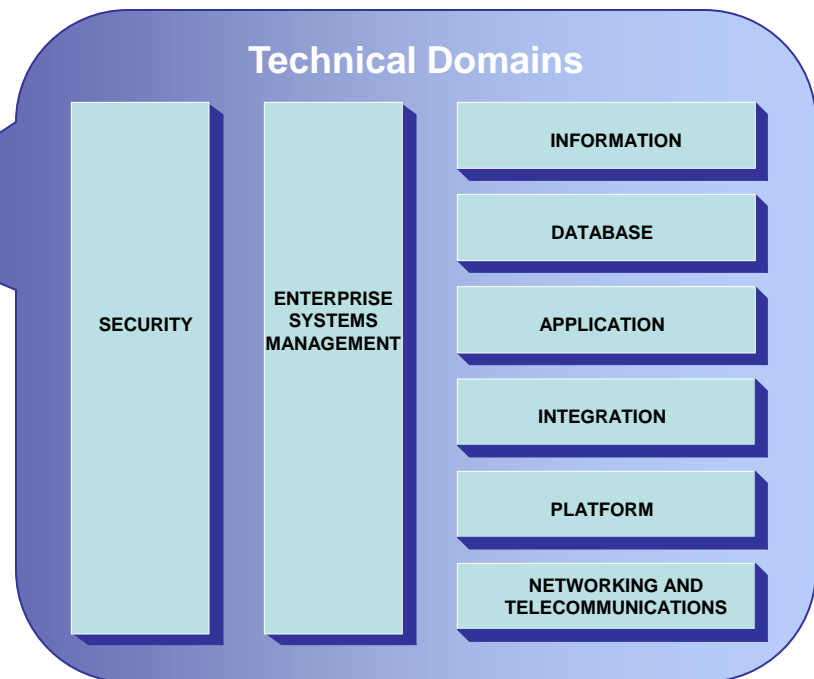 Technical Domains
SECURITY
ENTERPRISE
SYSTEMS
MANAGEMENT
INFORMATION
DATABASE
APPLICATION
INTEGRATION
PLATFORM
NETWORKING AND
TELECOMMUNICATIONS